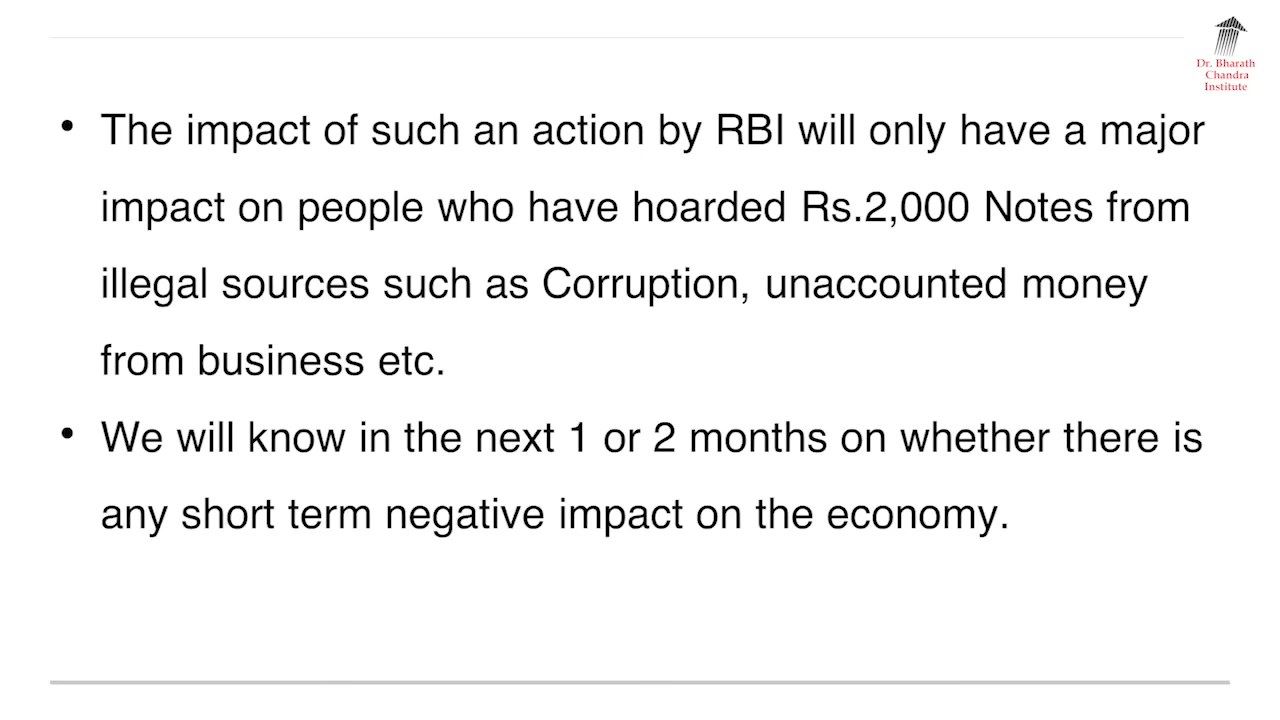 Dr. Bharath
Chandra
Institute
• The impact of such an action by RBI will only have a major
impact on people who have hoarded Rs.2,000 Notes from
illegal sources such as Corruption, unaccounted money
from business etc.
• We will know in the next 1 or 2 months on whether there is
any short term negative impact on the economy.